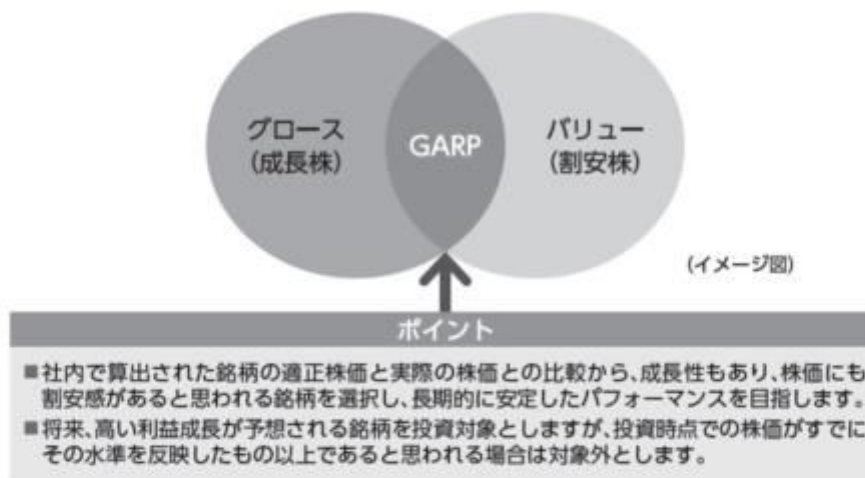 グロース
(成長株)
GARP
バリュー
(割安株)
(イメージ図)
ポイント
■社内で算出された銘柄の適正株価と実際の株価との比較から、成長性もあり、株価にも
割安感があると思われる銘柄を選択し、長期的に安定したパフォーマンスを目指します。
■将来、高い利益成長が予想される銘柄を投資対象としますが、投資時点での株価がすでに
その水準を反映したもの以上であると思われる場合は対象外とします。